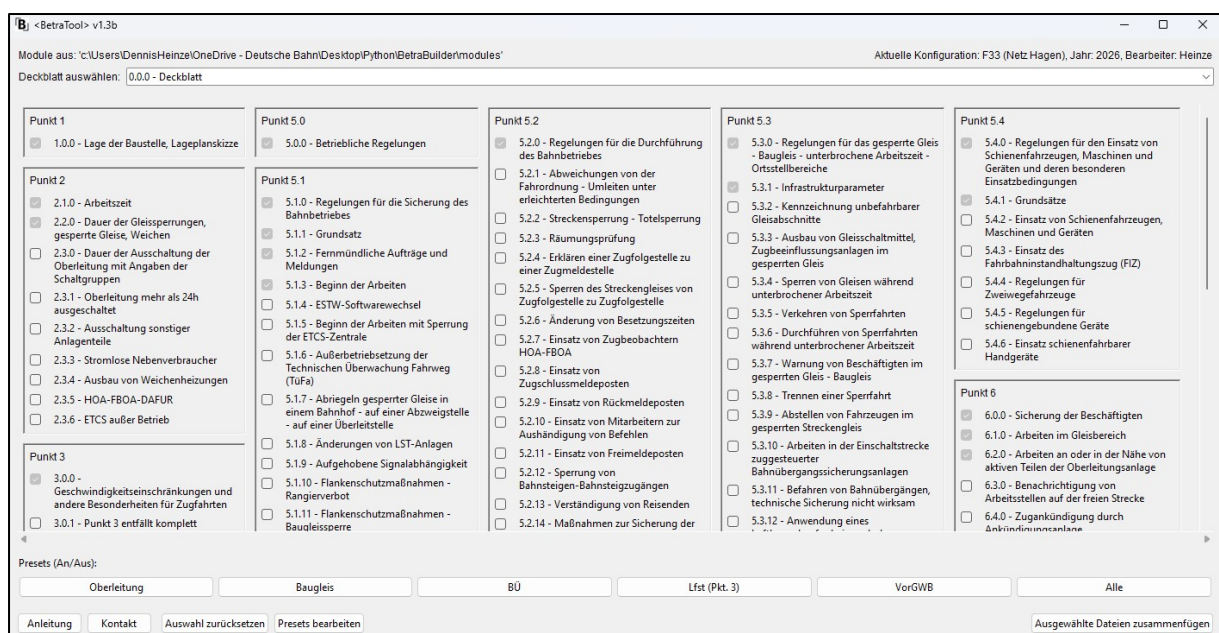 <BetraTool> v1.3b
Module aus: 'c:\Users\DennisHeinze\OneDrive - Deutsche Bahn\Desktop\Python\BetraBuilder\modules'
Aktuelle Konfiguration: F33 (Netz Hagen), Jahr: 2026, Bearbeiter: Heinze
Deckblatt auswählen:
0.0.0 - Deckblatt
Punkt 1
1.0.0 - Lage der Baustelle, Lageplanskizze
Punkt 2
2.1.0 - Arbeitszeit
2.2.0 - Dauer der Gleissperrungen,
gesperrte Gleise, Weichen
2.3.0 - Dauer der Ausschaltung der
Oberleitung mit Angaben der
Schaltgruppen
2.3.1 - Oberleitung mehr als 24h
ausgeschaltet
2.3.2 - Ausschaltung sonstiger
Anlagenteile
2.3.3 - Stromlose Nebenverbraucher
2.3.4 - Ausbau von Weichenheizungen
2.3.5 - HOA-FBOA-DAFUR
2.3.6 - ETCS außer Betrieb
Punkt 3
3.0.0 -
Geschwindigkeitseinschränkungen und
andere Besonderheiten für Zugfahrten
3.0.1 - Punkt 3 entfällt komplett
Punkt 5.0
5.0.0 - Betriebliche Regelungen
Punkt 5.1
5.1.0 - Regelungen für die Sicherung des
Bahnbetriebes
5.1.1 - Grundsatz
5.1.2 - Fernmündliche Aufträge und
Meldungen
5.1.3 - Beginn der Arbeiten
5.1.4 - ESTW-Softwarewechsel
5.1.5 - Beginn der Arbeiten mit Sperrung
der ETCS-Zentrale
5.1.6 - Außerbetriebsetzung der
Technischen Überwachung Fahrweg
(TüFa)
5.1.7 - Abriegeln gesperrter Gleise in
einem Bahnhof - auf einer Abzweigstelle
- auf einer Überleitstelle
5.1.8 - Änderungen von LST-Anlagen
5.1.9 - Aufgehobene Signalabhängigkeit
5.1.10 - Flankenschutzmaßnahmen -
Rangierverbot
5.1.11 - Flankenschutzmaßnahmen -
Baugleissperre
Punkt 5.2
5.2.0 - Regelungen für die Durchführung
des Bahnbetriebes
5.2.1 - Abweichungen von der
Fahrordnung - Umleiten unter
erleichterten Bedingungen
5.2.2 - Streckensperrung - Totelsperrung
5.2.3 - Räumungsprüfung
5.2.4 - Erklären einer Zugfolgestelle zu
einer Zugmeldestelle
5.2.5 - Sperren des Streckengleises von
Zugfolgestelle zu Zugfolgestelle
5.2.6 - Änderung von Besetzungszeiten
5.2.7 - Einsatz von Zugbeobachtern
HOA-FBOA
5.2.8 - Einsatz von
Zugschlussmeldeposten
5.2.9 - Einsatz von Rückmeldeposten
5.2.10 - Einsatz von Mitarbeitern zur
Aushändigung von Befehlen
5.2.11 - Einsatz von Freimeldeposten
5.2.12 - Sperrung von
Bahnsteigen-Bahnsteigzugängen
5.2.13 - Verständigung von Reisenden
5.2.14 - Maßnahmen zur Sicherung der
Punkt 5.3
5.3.0 - Regelungen für das gesperte Gleis
- Baugleis - unterbrochene Arbeitszeit -
Ortsstellbereiche
5.3.1 - Infrastrukturparameter
5.3.2 - Kennzeichnung unbefahrbarer
Gleisabschnitte
5.3.3 - Ausbau von Gleisschaltmittel,
Zugbeeinflussungsanlagen im
gesperrten Gleis
5.3.4 - Sperren von Gleisen während
unterbrochener Arbeitszeit
5.3.5 - Verkehren von Sperrfahrten
5.3.6 - Durchführen von Sperrfahrten
während unterbrochener Arbeitszeit
5.3.7 - Warnung von Beschäftigten im
gesperrten Gleis - Baugleis
5.3.8 - Trennen einer Sperrfahrt
5.3.9 - Abstellen von Fahrzeugen im
gesperrten Streckengleis
5.3.10 - Arbeiten in der Einschaltstrecke
zuggesteuerter
Bahnübergangssicherungsanlagen
5.3.11 - Befahren von Bahnübergängen,
technische Sicherung nicht wirksam
5.3.12 - Anwendung eines
Punkt 5.4
5.4.0 - Regelungen für den Einsatz von
Schienenfahrzeugen, Maschinen und
Geräten und deren besonderen
Einsatzbedingungen
5.4.1 - Grundsätze
5.4.2 - Einsatz von Schienenfahrzeugen,
Maschinen und Geräten
5.4.3 - Einsatz des
Fahrbahninstandhaltungszug (FIZ)
5.4.4 - Regelungen für
Zweiwegefahrzeuge
5.4.5 - Regelungen für
schienengebundene Geräte
5.4.6 - Einsatz schienenfahrbarer
Handgeräte
Punkt 6
6.0.0 - Sicherung der Beschäftigten
6.1.0 - Arbeiten im Gleisbereich
6.2.0 - Arbeiten an oder in der Nähe von
aktiven Teilen der Oberleitungsanlage
6.3.0 - Benachrichtigung von
Arbeitsstellen auf der freien Strecke
6.4.0 - Zugankündigung durch
Ankündigungsanlage
Presets (An/Aus):
Oberleitung
Baugleis
BÜ
Lfst (Pkt. 3)
VorGWB
Alle
Anleitung
Kontakt
Auswahl zurücksetzen
Presets bearbeiten
Ausgewählte Dateien zusammenfügen